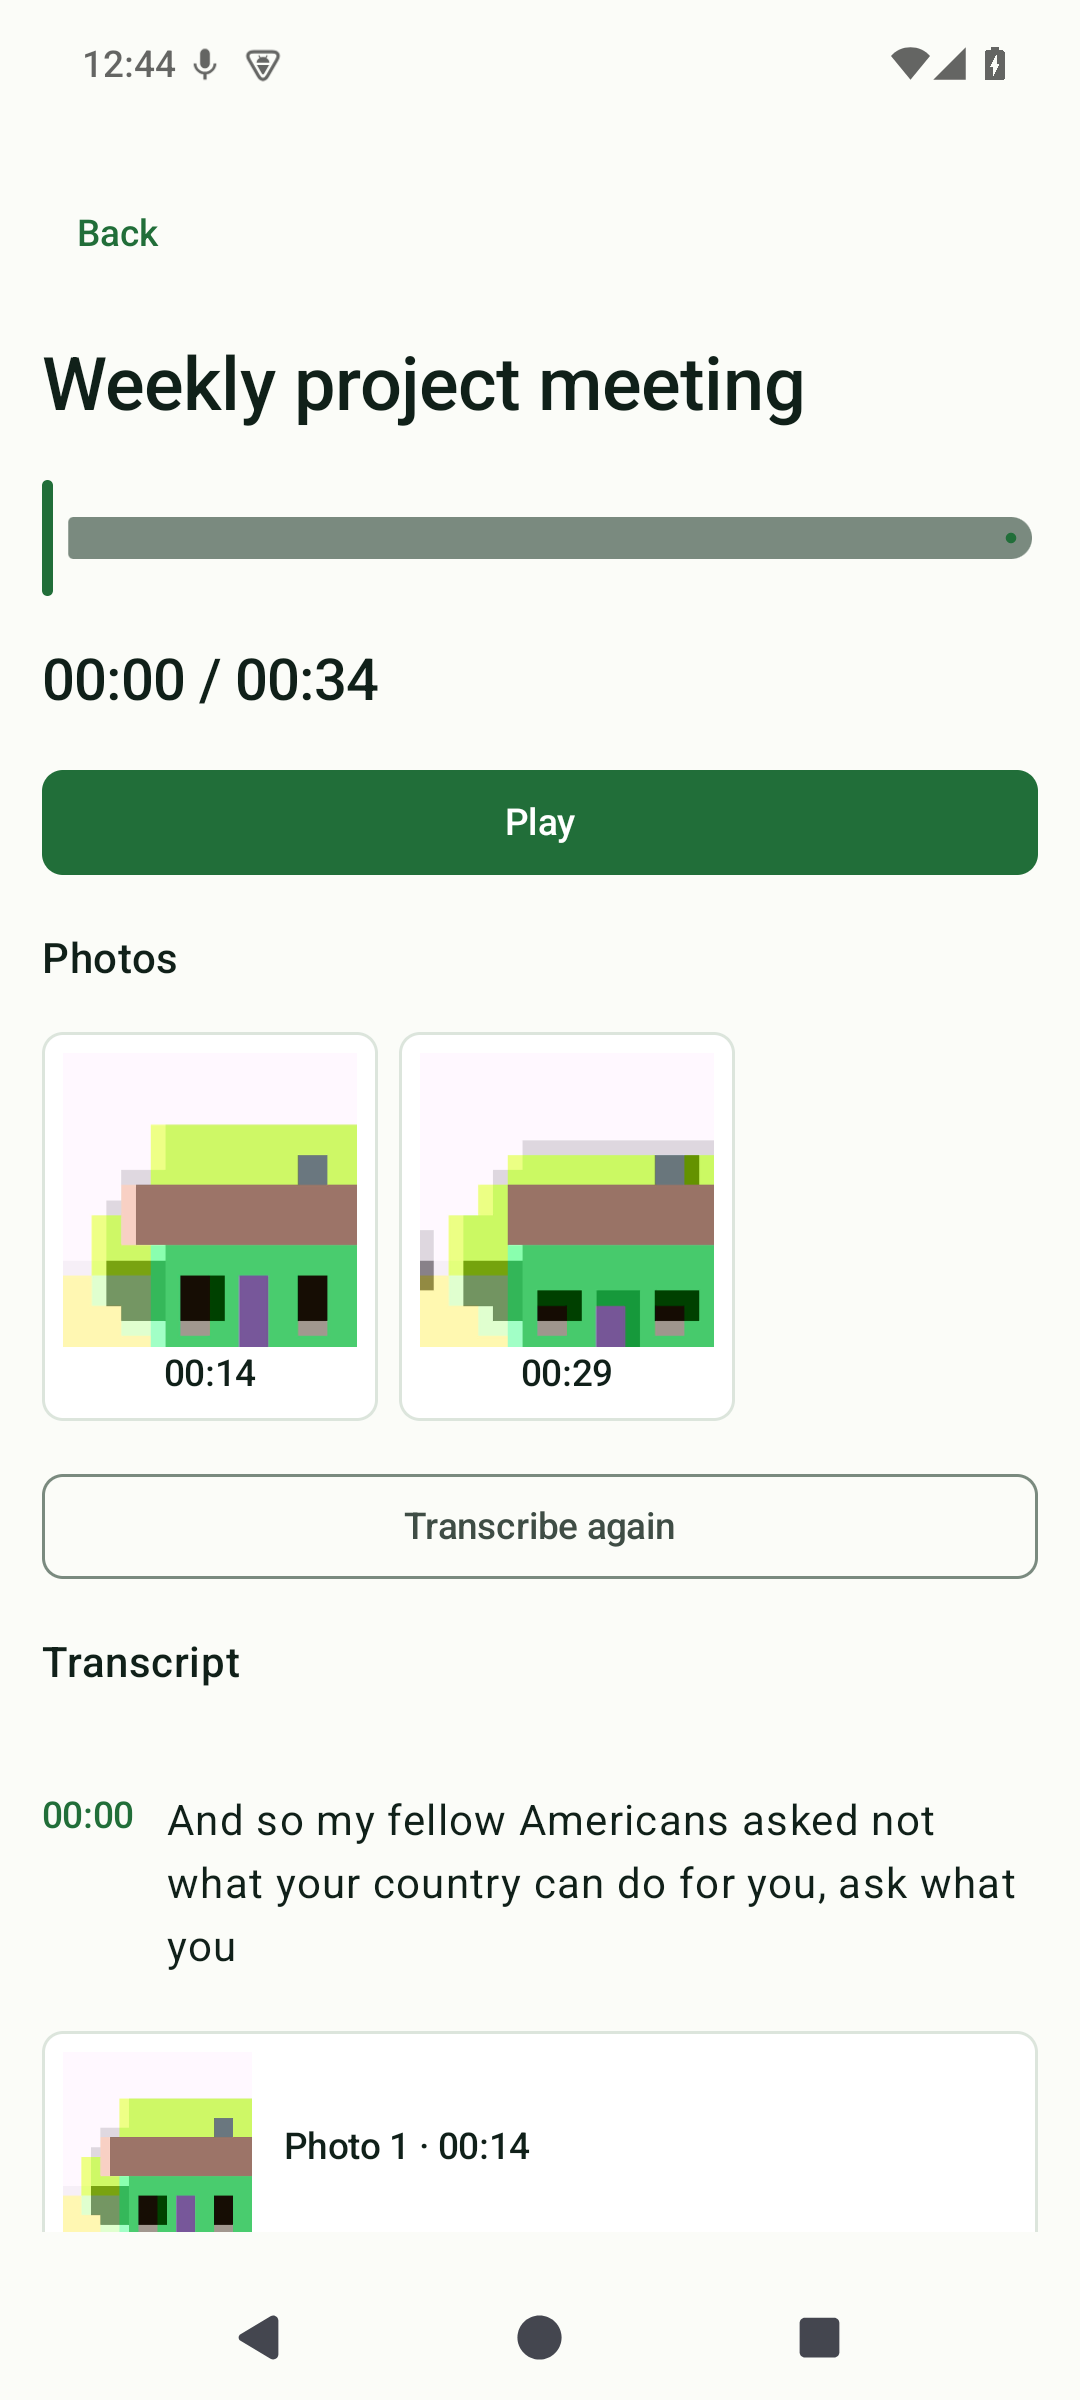 12:44
Back
Weekly project meeting
00:00 / 00:34
Play
Photos
00:14
00:29
Transcribe again
Transcript
00:00
And so my fellow Americans asked not
what your country can do for you, ask what
you
Photo 1 · 00:14